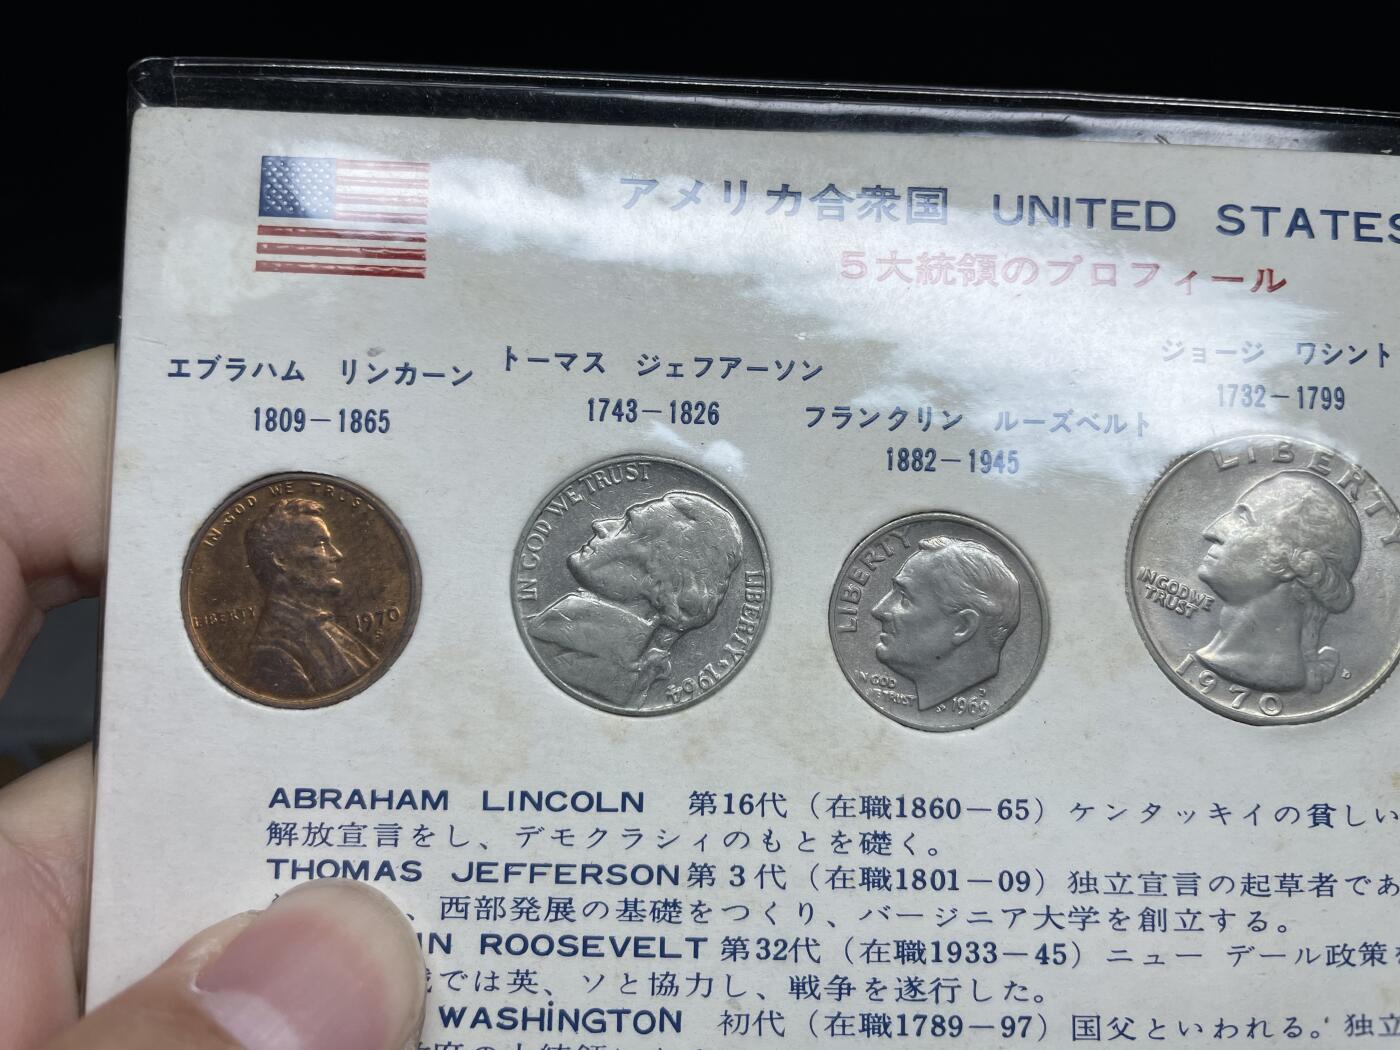 アメリカ合衆国 UNITED STATES
5大統領のプロフィール
エブラハム リンカーン
1809-1865
トーマス ジェフアーソン
1743-1826
フランクリン ルーズベルト
1882-1945
ジョージ ワシント
1732-1799
IN GOD WE TRUST
LIBERTY
1970
S
IN GOD WE TRUST
LIBERTY★1964
LIBERTY
IN GOD
WE TRUST
1969
D
LIBERTY
IN GOD WE
TRUST
1970
D
ABRAHAM LINCOLN 第16代(在職1860-65)ケンタッキイの貧しい
解放宣言をし、デモクラシィのもとを礎く。
THOMAS JEFFERSON第3代(在職1801-09)独立宣言の起草者であ
、西部発展の基礎をつくり、バージニア大学を創立する。
IN ROOSEVELT 第32代(在職1933-45)ニュー デール政策
では英、ソと協力し、戦争を遂行した。
WASHINGTON 初代(在職1789-97)国父といわれる。独立